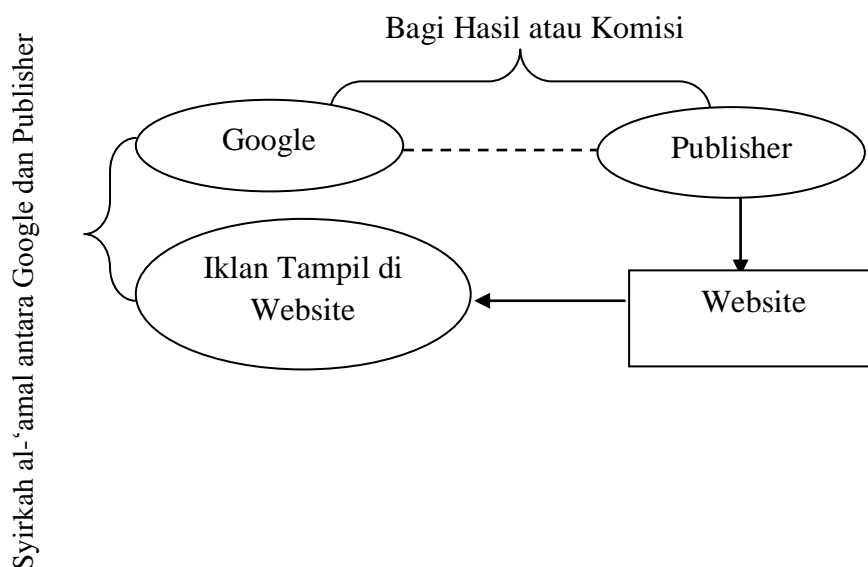 Bagi Hasil atau Komisi
Syirkah al-‘amal antara Google dan Publisher
Google
Publisher
Iklan Tampil di
Website
Website